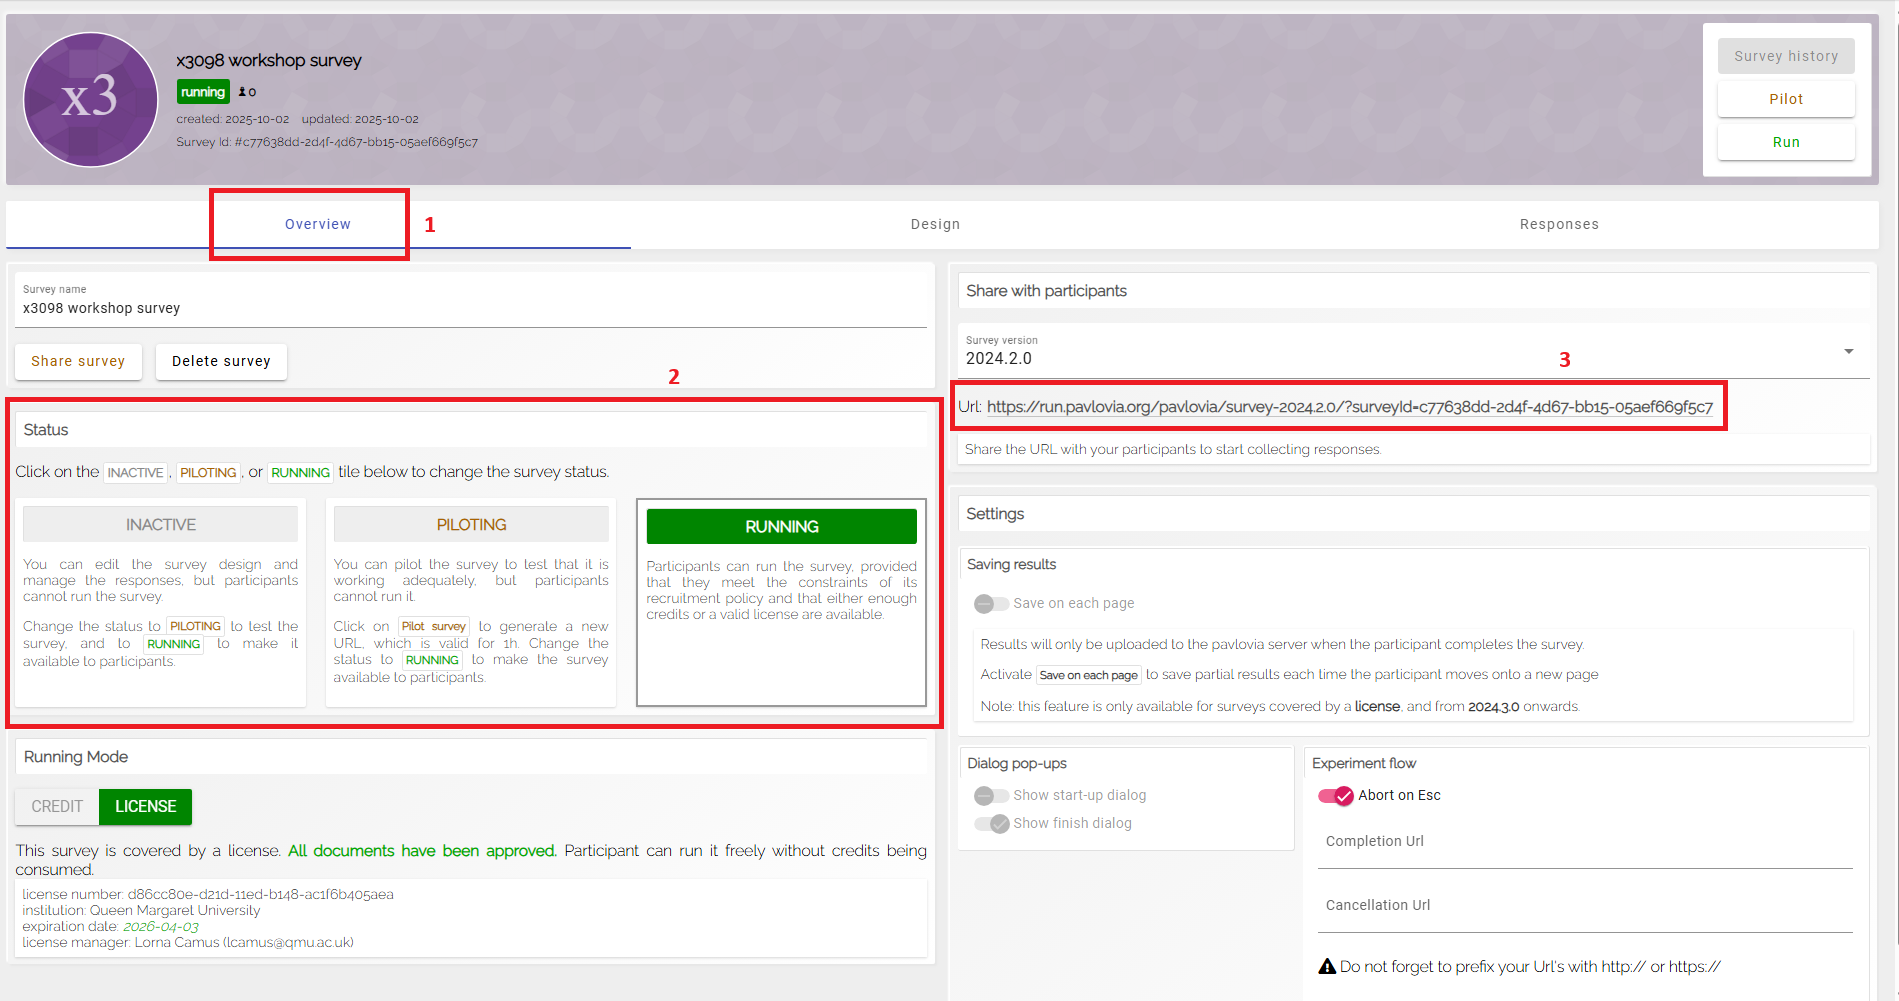 x3
x3098 workshop survey
running 0
created: 2025-10-02 updated: 2025-10-02
Survey Id: #c77638dd-2d4f-4d67-bb15-05aef669f5c7
Survey history
Pilot
Run
Overview
1
Design
Responses
Survey name
x3098 workshop survey
Share survey
Delete survey
2
Status
Click on the INACTIVE, PILOTING, or RUNNING tile below to change the survey status.
INACTIVE
You can edit the survey design and
manage the responses, but participants
cannot run the survey.
Change the status to PILOTING to test the
survey, and to RUNNING to make it
available to participants.
PILOTING
You can pilot the survey to test that it is
working adequately, but participants
cannot run it.
Click on Pilot survey to generate a new
URL, which is valid for 1h. Change the
status to RUNNING to make the survey
available to participants.
RUNNING
Participants can run the survey, provided
that they meet the constraints of its
recruitment policy and that either enough
credits or a valid license are available.
Running Mode
CREDIT LICENSE
This survey is covered by a license. All documents have been approved. Participant can run it freely without credits being
consumed.
license number: d86cc80e-d21d-11ed-b148-ac1f6b405aea
institution: Queen Margaret University
expiration date: 2026-04-03
license manager: Lorna Camus (lcamus@qmu.ac.uk)
Share with participants
Survey version
2024.2.0
3
Url: https://run.pavlovia.org/pavlovia/survey-2024.2.0/?surveyId=c77638dd-2d4f-4d67-bb15-05aef669f5c7
Share the URL with your participants to start collecting responses.
Settings
Saving results
Save on each page
Results will only be uploaded to the pavlovia server when the participant completes the survey.
Activate Save on each page to save partial results each time the participant moves onto a new page
Note: this feature is only available for surveys covered by a license, and from 2024.3.0 onwards.
Dialog pop-ups
Show start-up dialog
Show finish dialog
Experiment flow
Abort on Esc
Completion Url
Cancellation Url
Do not forget to prefix your Url's with http:// or https://